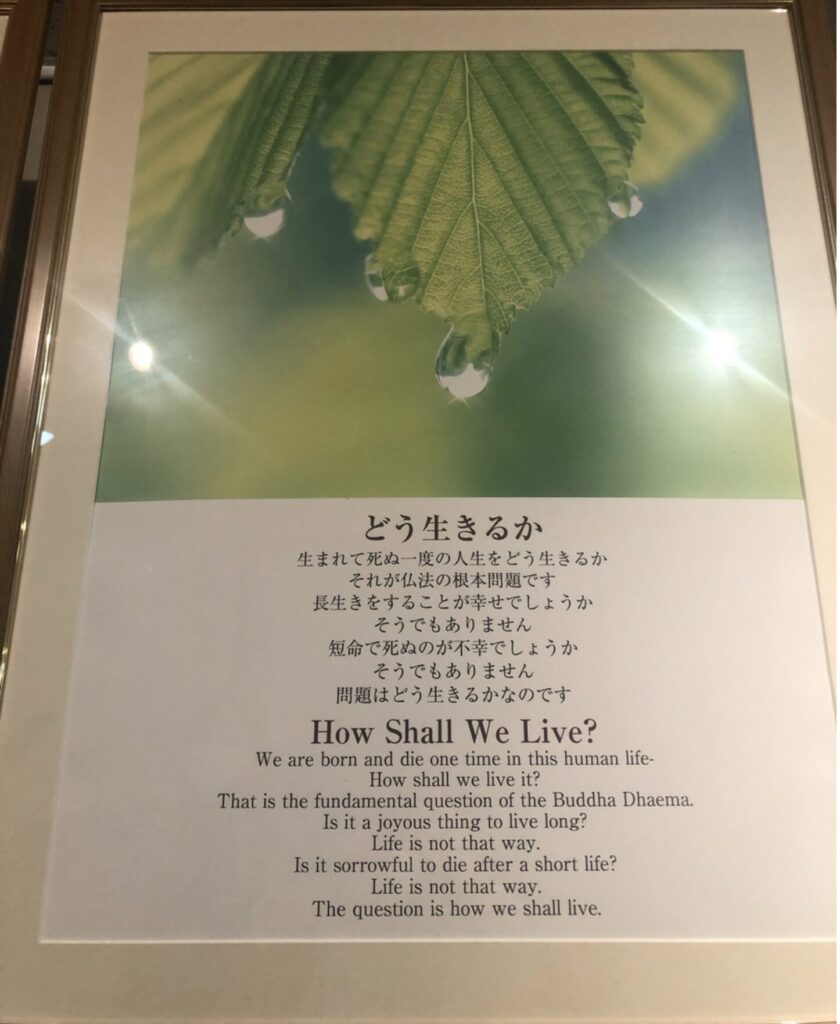 どう生きるか
生まれて死ぬ一度の人生をどう生きるか
それが仏法の根本問題です
長生きをすることが幸せでしょうか
そうでもありません
短命で死ぬのが不幸でしょうか
そうでもありません
問題はどう生きるかなのです
How Shall We Live?
We are born and die one time in this human life-
How shall we live it?
That is the fundamental question of the Buddha Dhaema.
Is it a joyous thing to live long?
Life is not that way.
Is it sorrowful to die after a short life?
Life is not that way.
The question is how we shall live.